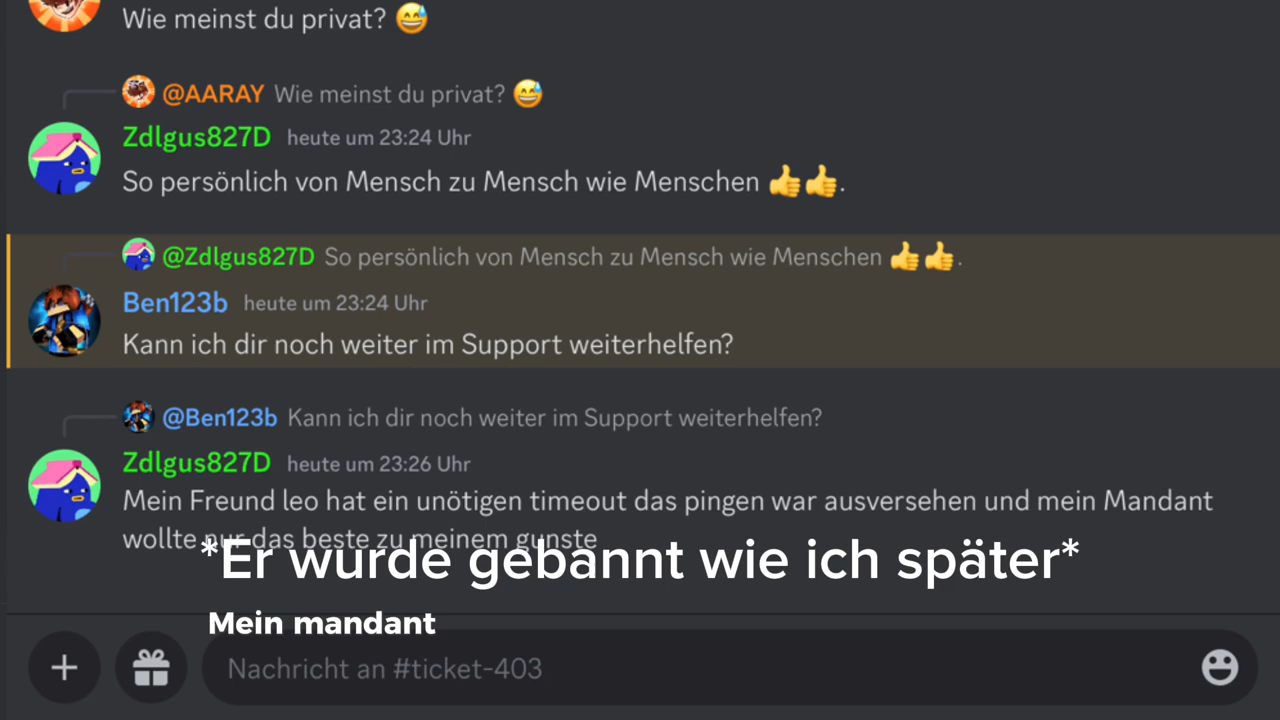 Wie meinst du privat? 😅
@AARAY Wie meinst du privat? 😅
Zdlgus827D heute um 23:24 Uhr
So persönlich von Mensch zu Mensch wie Menschen 👍👍.
@Zdlgus827D So persönlich von Mensch zu Mensch wie Menschen 👍👍.
Ben123b heute um 23:24 Uhr
Kann ich dir noch weiter im Support weiterhelfen?
@Ben123b Kann ich dir noch weiter im Support weiterhelfen?
Zdlgus827D heute um 23:26 Uhr
Mein Freund leo hat ein unötigen timeout das pingen war ausversehen und mein Mandant
wollte nur das beste zu meinem gunste
*Er wurde gebannt wie ich später*
Mein mandant
Nachricht an #ticket-403